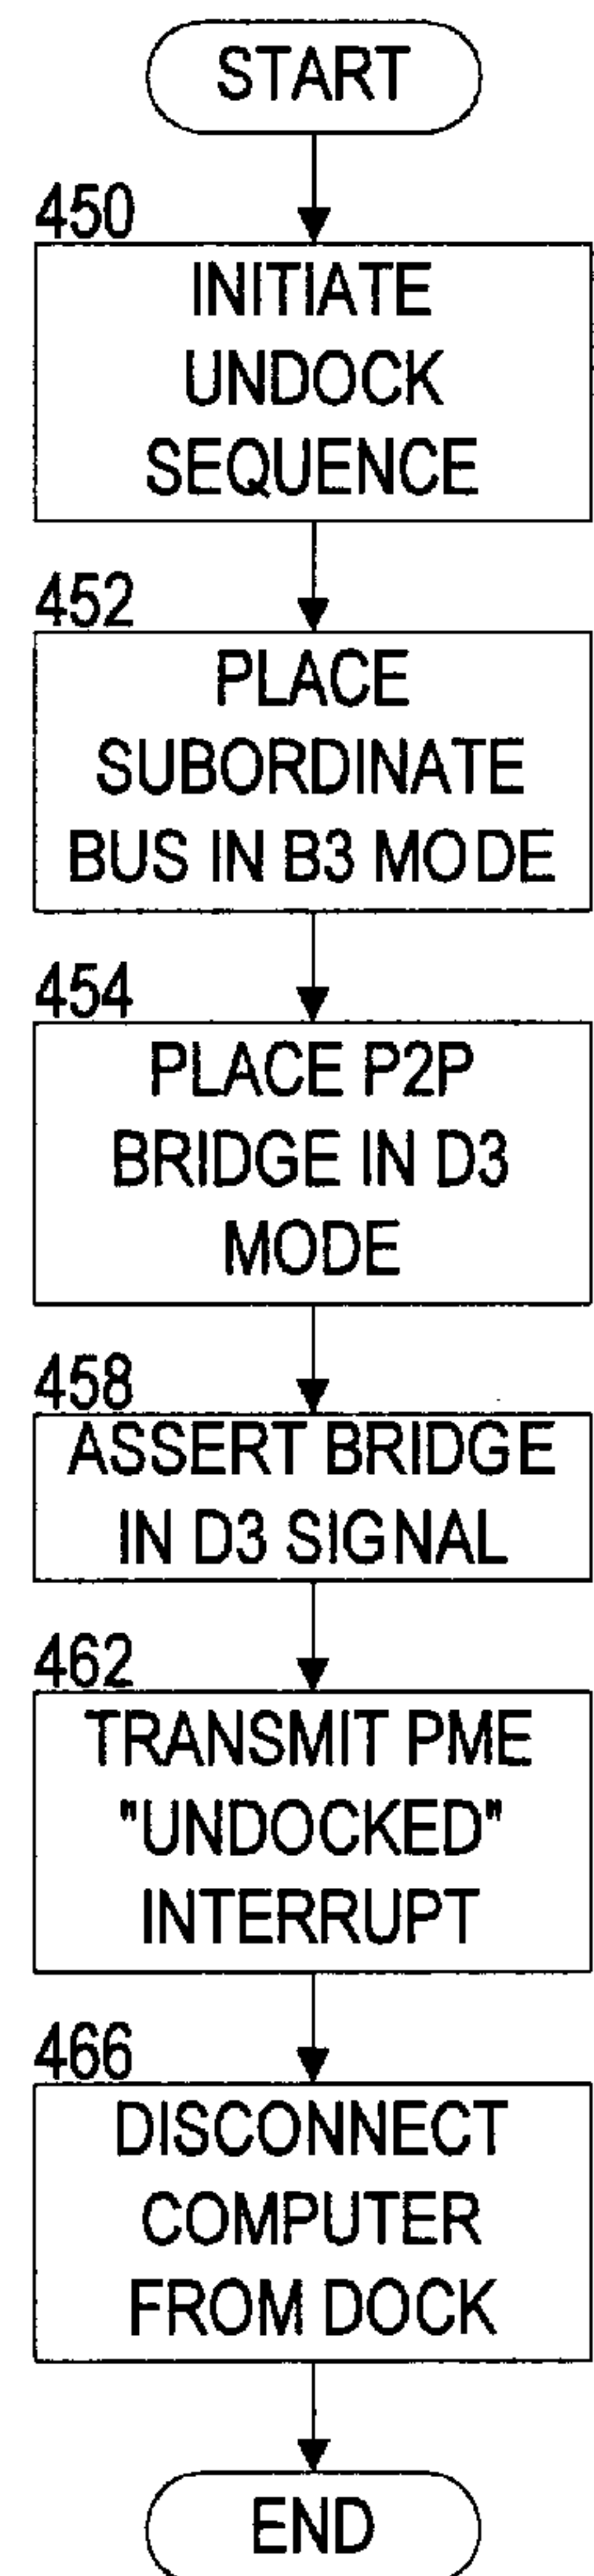 START
450
INITIATE
UNDOCK
SEQUENCE
452
PLACE
SUBORDINATE
BUS IN B3 MODE
454
PLACE P2P
BRIDGE IN D3
MODE
458
ASSERT BRIDGE
IN D3 SIGNAL
462
TRANSMIT PME
"UNDOCKED"
INTERRUPT
466
DISCONNECT
COMPUTER
FROM DOCK
END